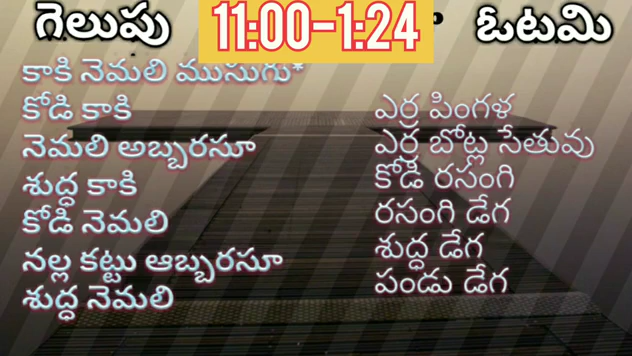 గెలుపు
11:00-1:24
ఓటమి
కాకి నెమలి ముసుగు*
కోడి కాకి
నెమలి అబ్బరసూ
శుద్ధ కాకి
కోడి నెమలి
నల్ల కట్టు ఆబ్బరసూ
శుద్ధ నెమలి
ఎర్ర పింగళ
ఎర్ర బోట్ల సేతువు
కోడి రసంగి
రసంగి డేగ
శుద్ధ డేగ
పండు డేగ